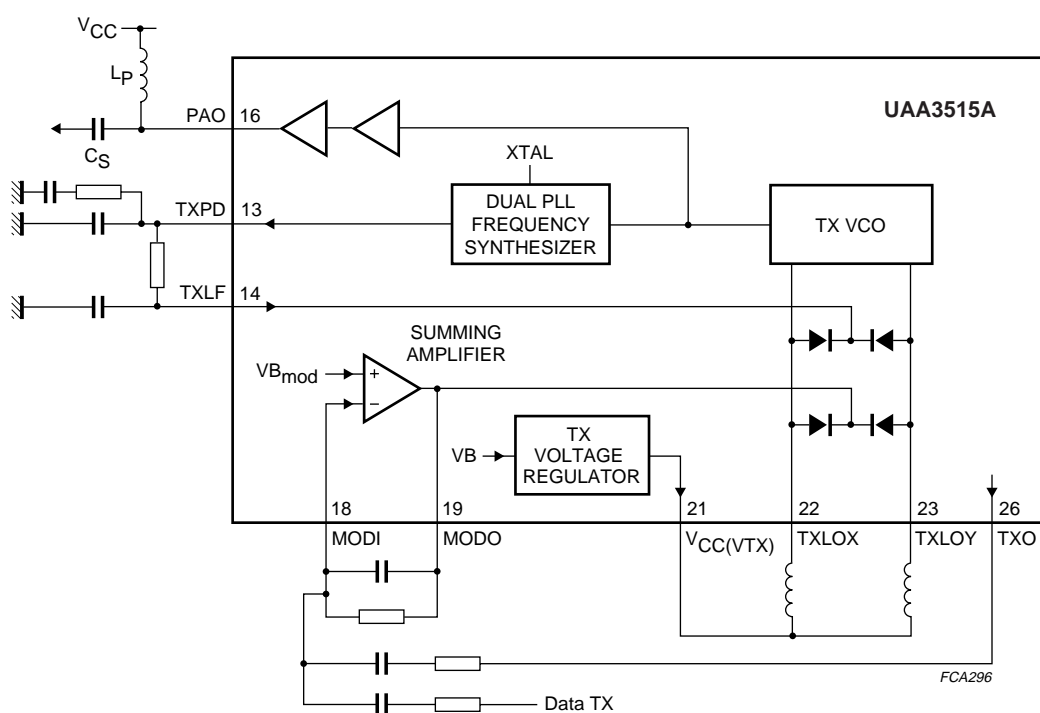 VCC
LP
PAO
16
UAA3515A
CS
XTAL
DUAL PLL
FREQUENCY
SYNTHESIZER
TX VCO
TXPD
13
TXLF
14
SUMMING
AMPLIFIER
VBmod
+
−
VB
TX
VOLTAGE
REGULATOR
18
19
21
22
23
26
MODI
MODO
VCC(VTX)
TXLOX
TXLOY
TXO
FCA296
Data TX